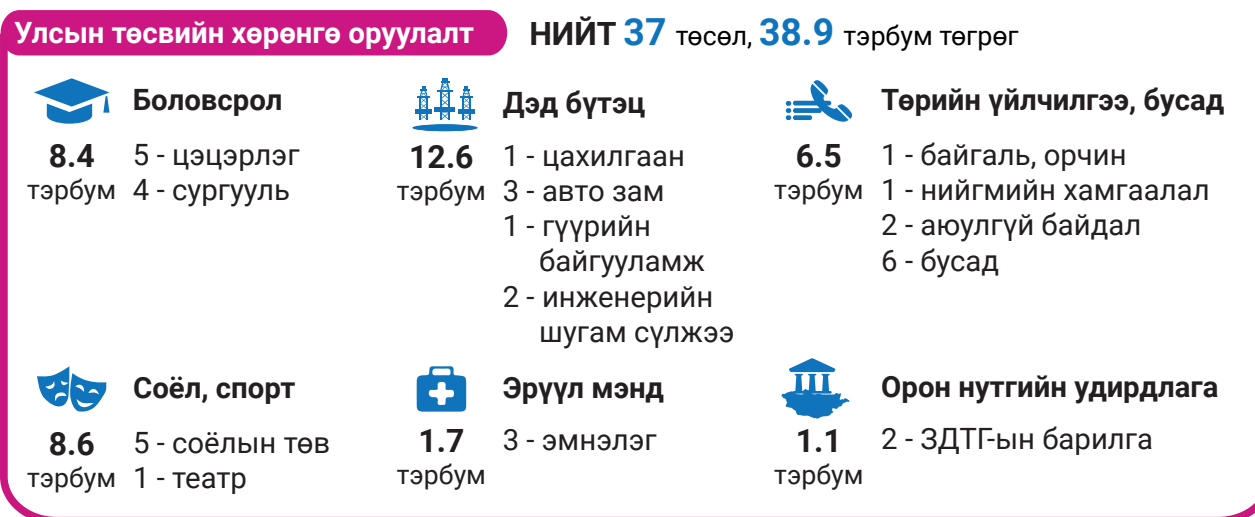 Улсын төсвийн хөрөнгө оруулалт
НИЙТ 37 төсөл, 38.9 тэрбум төгрөг
Боловсрол
8.4 тэрбум
5 - цэцэрлэг
4 - сургууль
Дэд бүтэц
12.6 тэрбум
1 - цахилгаан
3 - авто зам
1 - гүүрийн
байгууламж
2 - инженерийн
шугам сүлжээ
Төрийн үйлчилгээ, бусад
6.5 тэрбум
1 - байгаль, орчин
1 - нийгмийн хамгаалал
2 - аюулгүй байдал
6 - бусад
Соёл, спорт
8.6 тэрбум
5 - соёлын төв
1 - театр
Эрүүл мэнд
1.7 тэрбум
3 - эмнэлэг
Орон нутгийн удирдлага
1.1 тэрбум
2 - ЗДТГ-ын барилга